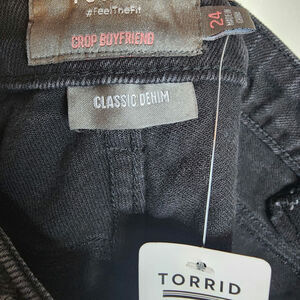 #FeelTheFit
CROP BOYFRIEND
24
CLASSIC DENIM
TORRID